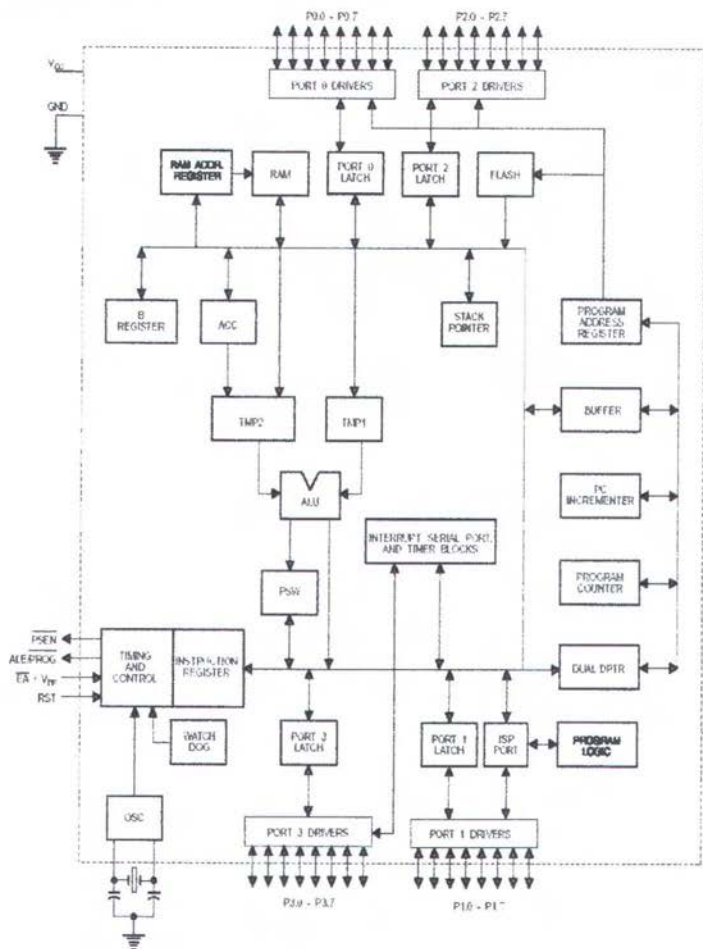 P0.0 - P0.7
P2.0 - P2.7
VCC
GND
PORT 0 DRIVERS
PORT 2 DRIVERS
RAM ADDR.
REGISTER
RAM
PORT 0
LATCH
PORT 2
LATCH
FLASH
B
REGISTER
ACC
STACK
POINTER
PROGRAM
ADDRESS
REGISTER
TMP2
TMP1
BUFFER
ALU
PC
INCREMENTER
INTERRUPT SERIAL PORT,
AND TIMER BLOCKS
PSW
PROGRAM
COUNTER
PSEN
ALE/PROG
EA / VPP
RST
TIMING
AND
CONTROL
INSTRUCTION
REGISTER
DUAL DPTR
WATCH
DOG
PORT 3
LATCH
PORT 1
LATCH
ISP
PORT
PROGRAM
LOGIC
OSC
PORT 3 DRIVERS
PORT 1 DRIVERS
P3.0 - P3.7
P1.0 - P1.7